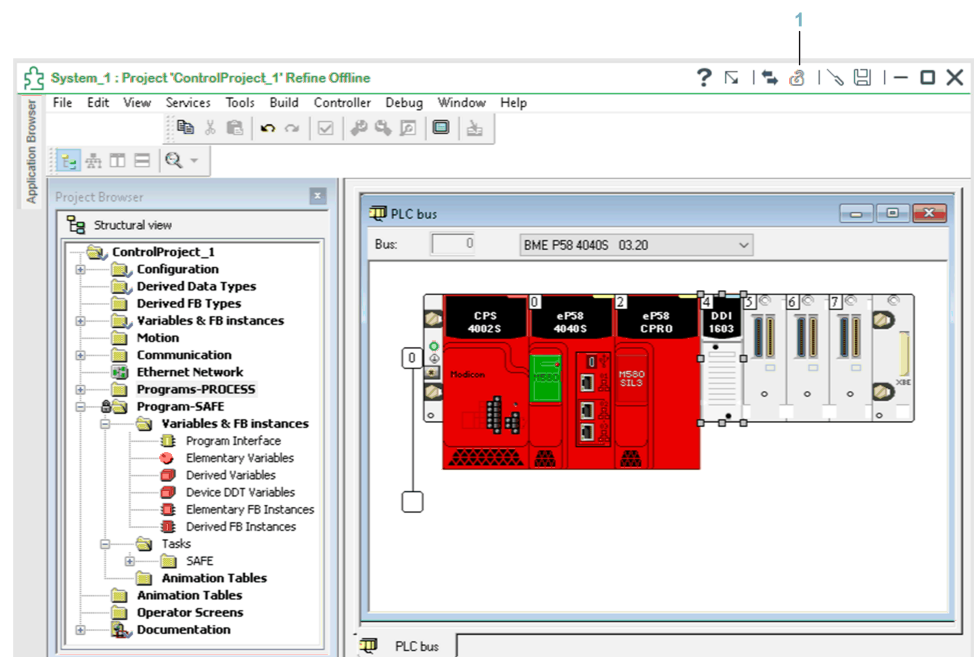 1
System_1 : Project 'ControlProject_1' Refine Offline
File Edit View Services Tools Build Controller Debug Window Help
Application Browser
Project Browser
Structural view
ControlProject_1
Configuration
Derived Data Types
Derived FB Types
Variables & FB instances
Motion
Communication
Ethernet Network
Programs-PROCESS
Program-SAFE
Variables & FB instances
Program Interface
Elementary Variables
Derived Variables
Device DDT Variables
Elementary FB Instances
Derived FB Instances
Tasks
SAFE
Animation Tables
Animation Tables
Operator Screens
Documentation
PLC bus
Bus: 0 BME P58 4040S 03.20
0 2 4 5 6 7
CPS 4002S
eP58 4040S
eP58 CPRO
DDI 1603
0
Modicon
M580
M580 SIL3
XBE
PLC bus